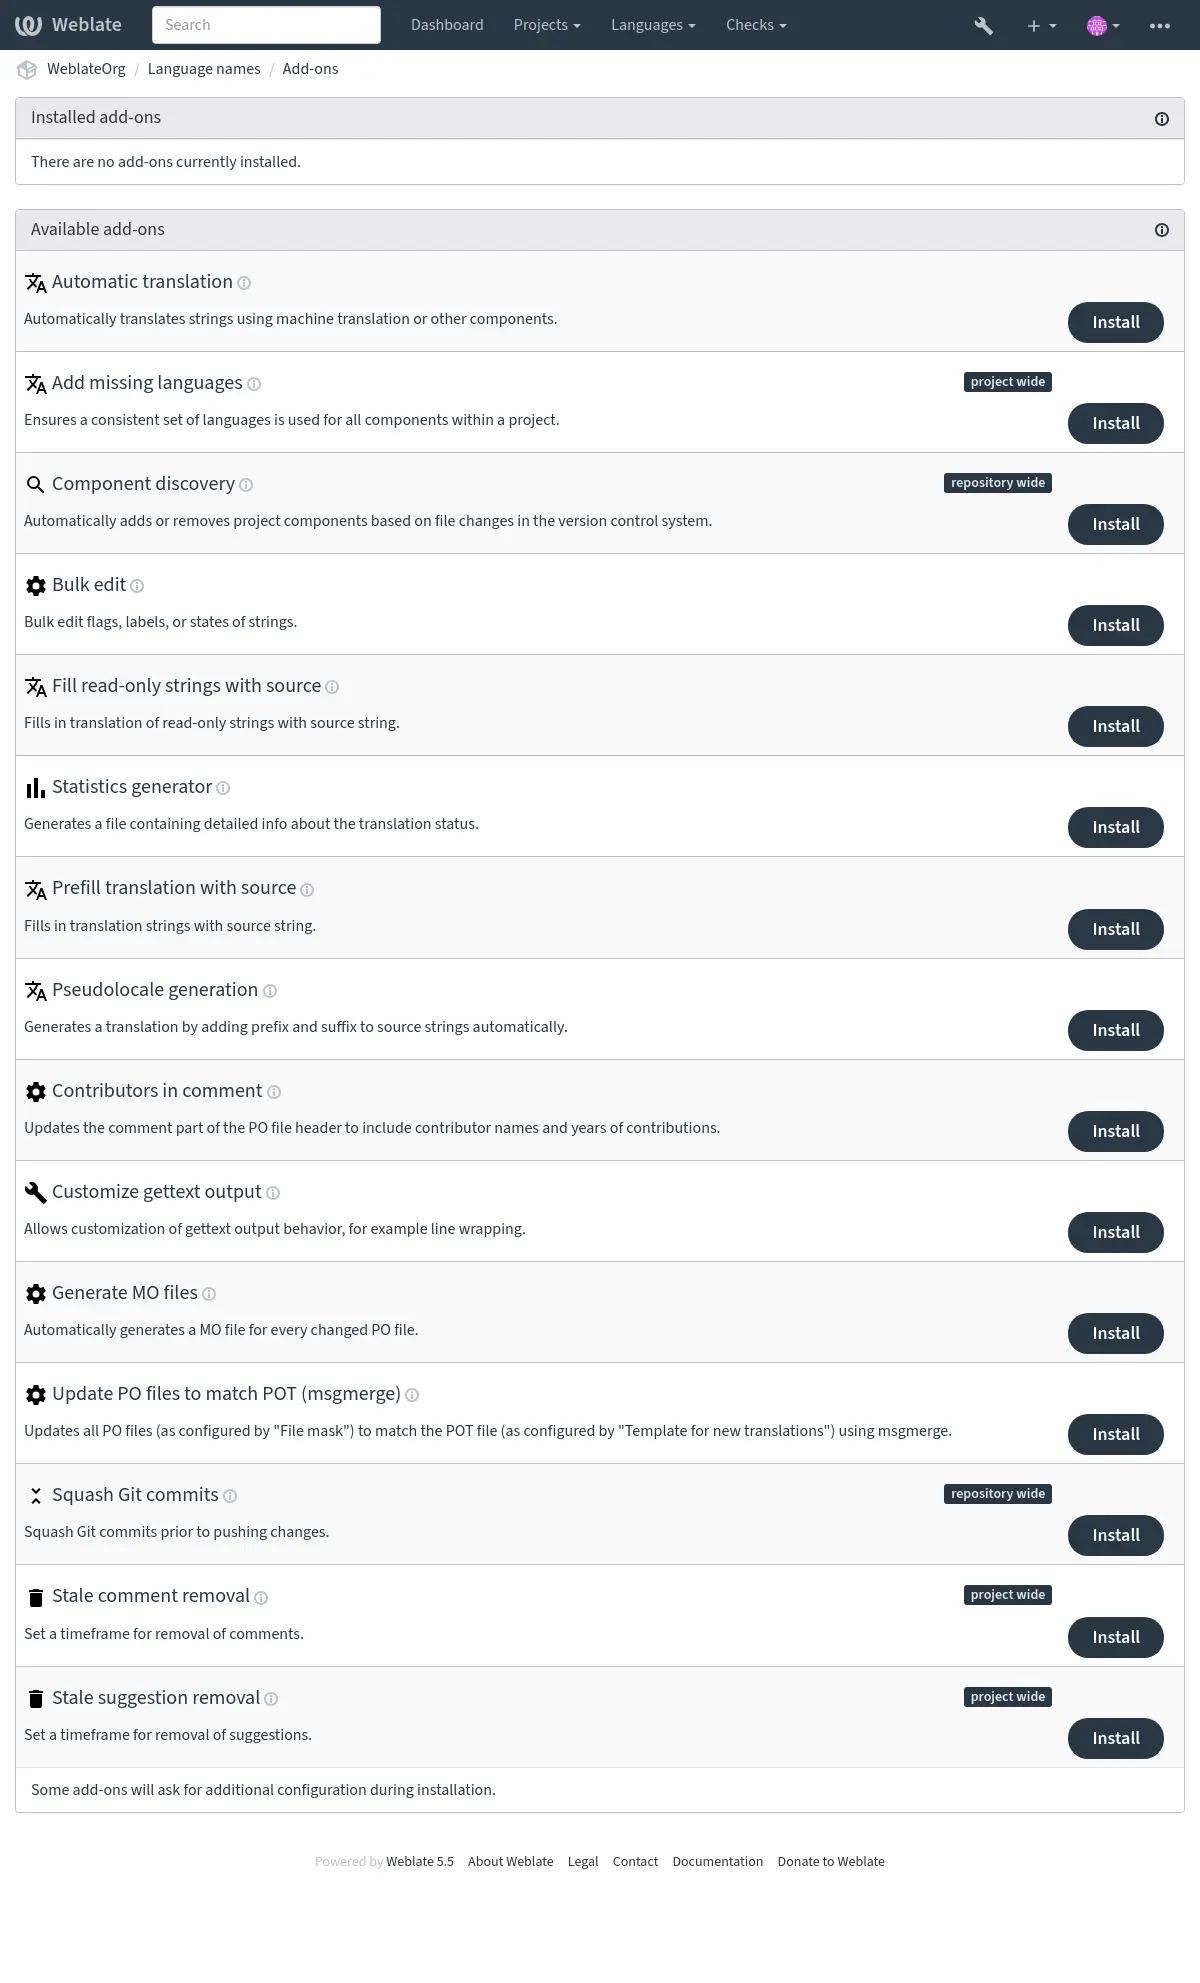 Weblate
Search
Dashboard
Projects
Languages
Checks
WeblateOrg / Language names / Add-ons
Installed add-ons
There are no add-ons currently installed.
Available add-ons
Automatic translation
Automatically translates strings using machine translation or other components.
Install
Add missing languages
project wide
Ensures a consistent set of languages is used for all components within a project.
Install
Component discovery
repository wide
Automatically adds or removes project components based on file changes in the version control system.
Install
Bulk edit
Bulk edit flags, labels, or states of strings.
Install
Fill read-only strings with source
Fills in translation of read-only strings with source string.
Install
Statistics generator
Generates a file containing detailed info about the translation status.
Install
Prefill translation with source
Fills in translation strings with source string.
Install
Pseudolocale generation
Generates a translation by adding prefix and suffix to source strings automatically.
Install
Contributors in comment
Updates the comment part of the PO file header to include contributor names and years of contributions.
Install
Customize gettext output
Allows customization of gettext output behavior, for example line wrapping.
Install
Generate MO files
Automatically generates a MO file for every changed PO file.
Install
Update PO files to match POT (msgmerge)
Updates all PO files (as configured by "File mask") to match the POT file (as configured by "Template for new translations") using msgmerge.
Install
Squash Git commits
repository wide
Squash Git commits prior to pushing changes.
Install
Stale comment removal
project wide
Set a timeframe for removal of comments.
Install
Stale suggestion removal
project wide
Set a timeframe for removal of suggestions.
Install
Some add-ons will ask for additional configuration during installation.
Powered by Weblate 5.5 About Weblate Legal Contact Documentation Donate to Weblate